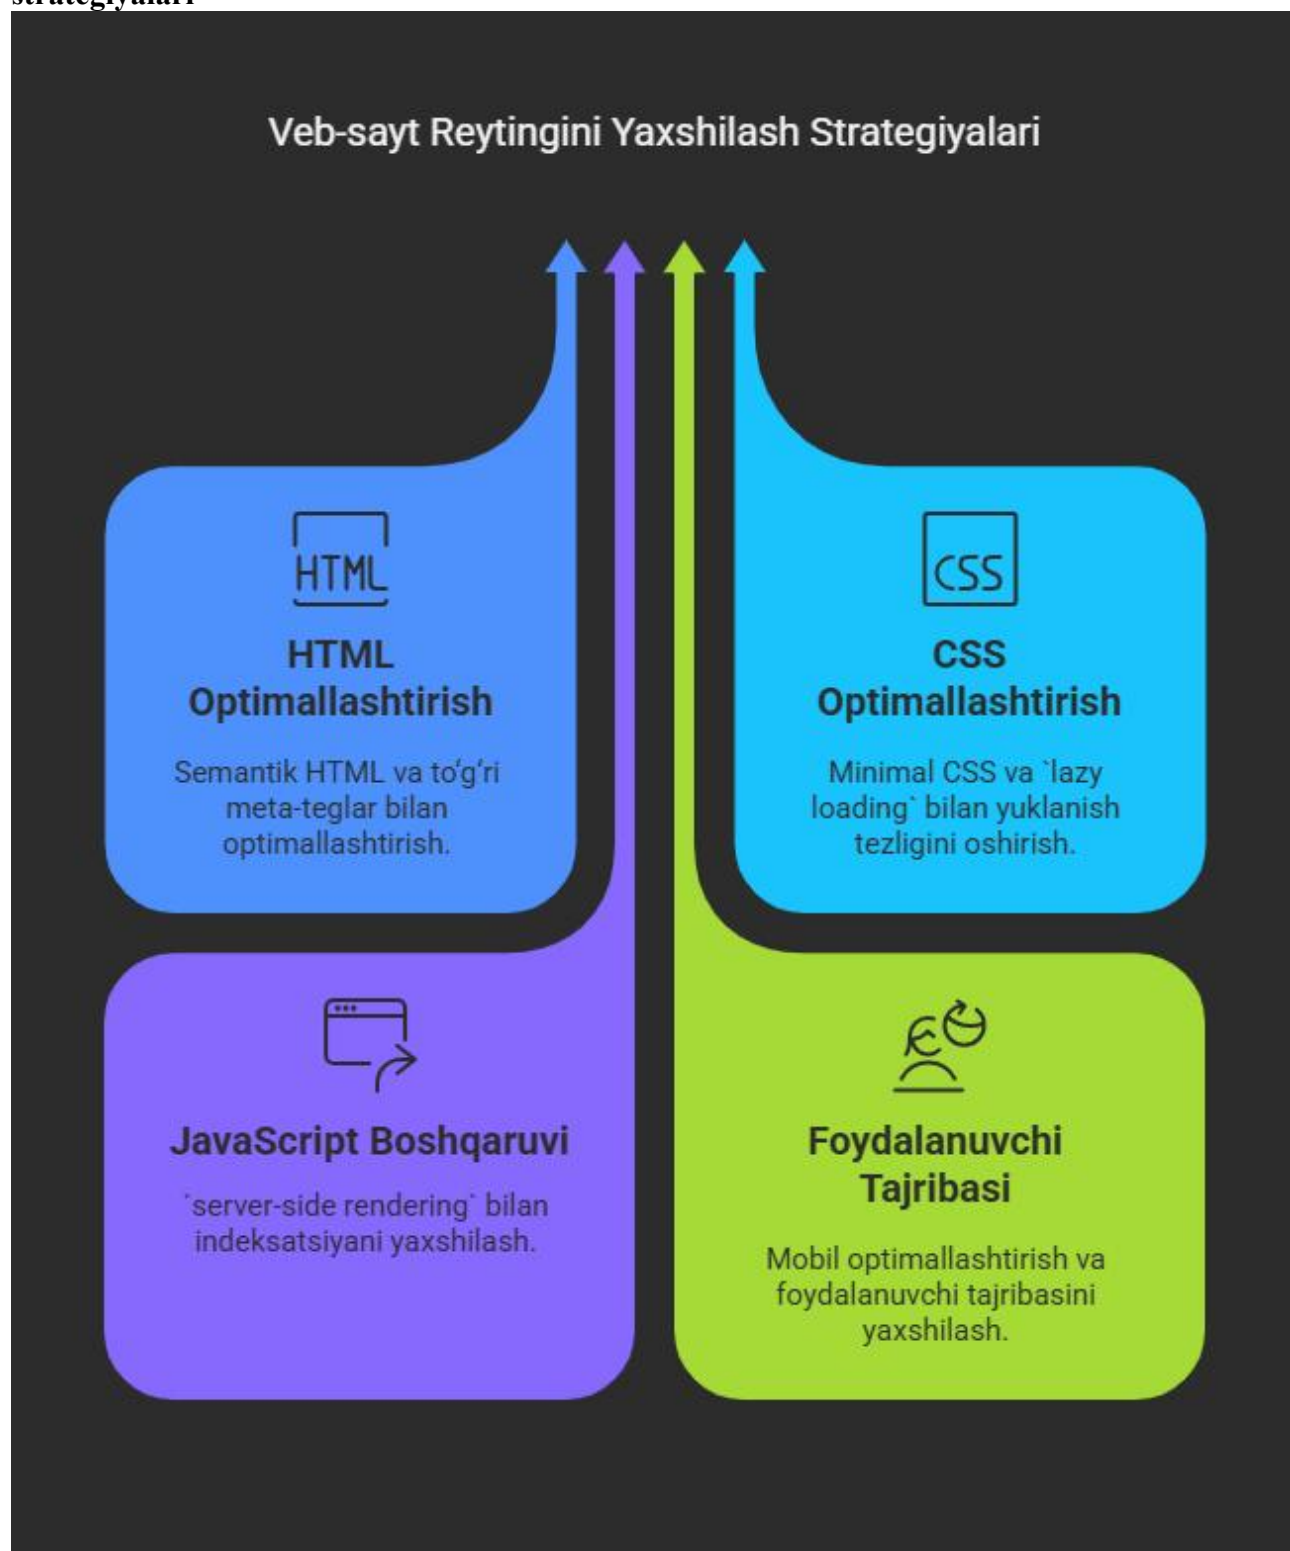 strategiyalari
Veb-sayt Reytingini Yaxshilash Strategiyalari
HTML
HTML
Optimallashtirish
Semantik HTML va to‘g‘ri
meta-teglar bilan
optimallashtirish.
CSS
CSS
Optimallashtirish
Minimal CSS va `lazy
loading` bilan yuklanish
tezligini oshirish.
JavaScript Boshqaruvi
`server-side rendering` bilan
indeksatsiyani yaxshilash.
Foydalanuvchi
Tajribasi
Mobil optimallashtirish va
foydalanuvchi tajribasini
yaxshilash.